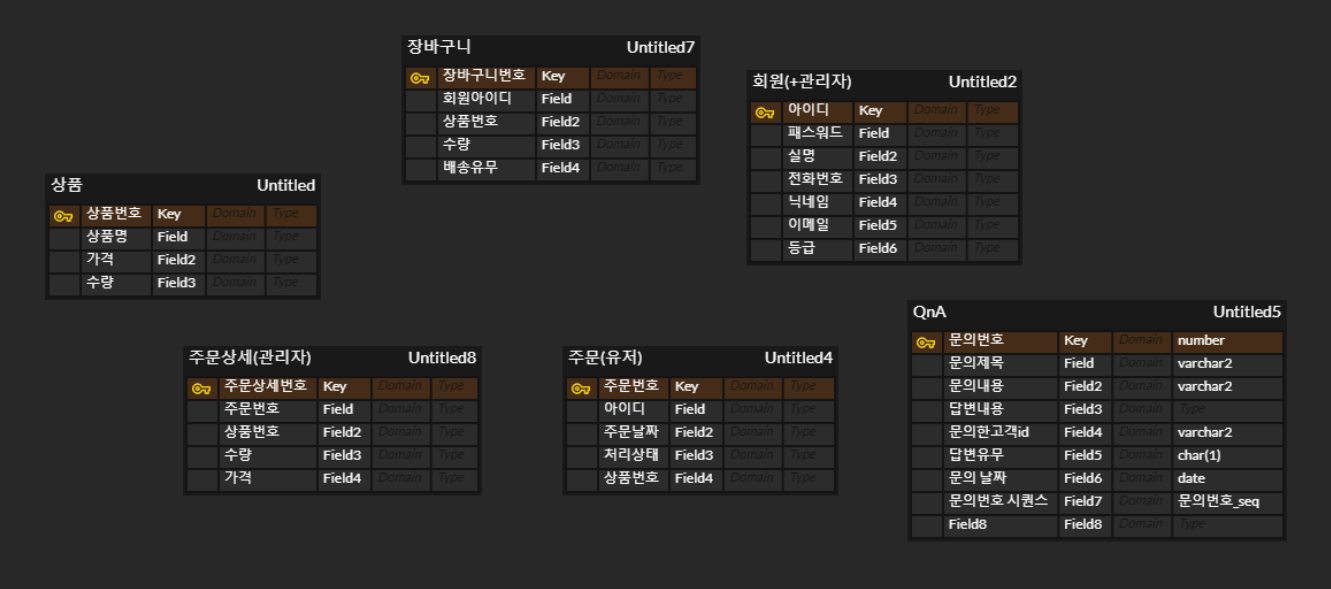 장바구니 Untitled7
장바구니번호 Key Domain Type
회원아이디 Field Domain Type
상품번호 Field2 Domain Type
수량 Field3 Domain Type
배송유무 Field4 Domain Type
회원(+관리자) Untitled2
아이디 Key Domain Type
패스워드 Field Domain Type
실명 Field2 Domain Type
전화번호 Field3 Domain Type
닉네임 Field4 Domain Type
이메일 Field5 Domain Type
등급 Field6 Domain Type
상품 Untitled
상품번호 Key Domain Type
상품명 Field Domain Type
가격 Field2 Domain Type
수량 Field3 Domain Type
주문상세(관리자) Untitled8
주문상세번호 Key Domain Type
주문번호 Field Domain Type
상품번호 Field2 Domain Type
수량 Field3 Domain Type
가격 Field4 Domain Type
주문(유저) Untitled4
주문번호 Key Domain Type
아이디 Field Domain Type
주문날짜 Field2 Domain Type
처리상태 Field3 Domain Type
상품번호 Field4 Domain Type
QnA Untitled5
문의번호 Key Domain number
문의제목 Field Domain varchar2
문의내용 Field2 Domain varchar2
답변내용 Field3 Domain Type
문의한고객id Field4 Domain varchar2
답변유무 Field5 Domain char(1)
문의 날짜 Field6 Domain date
문의번호 시퀀스 Field7 Domain 문의번호_seq
Field8 Field8 Domain Type